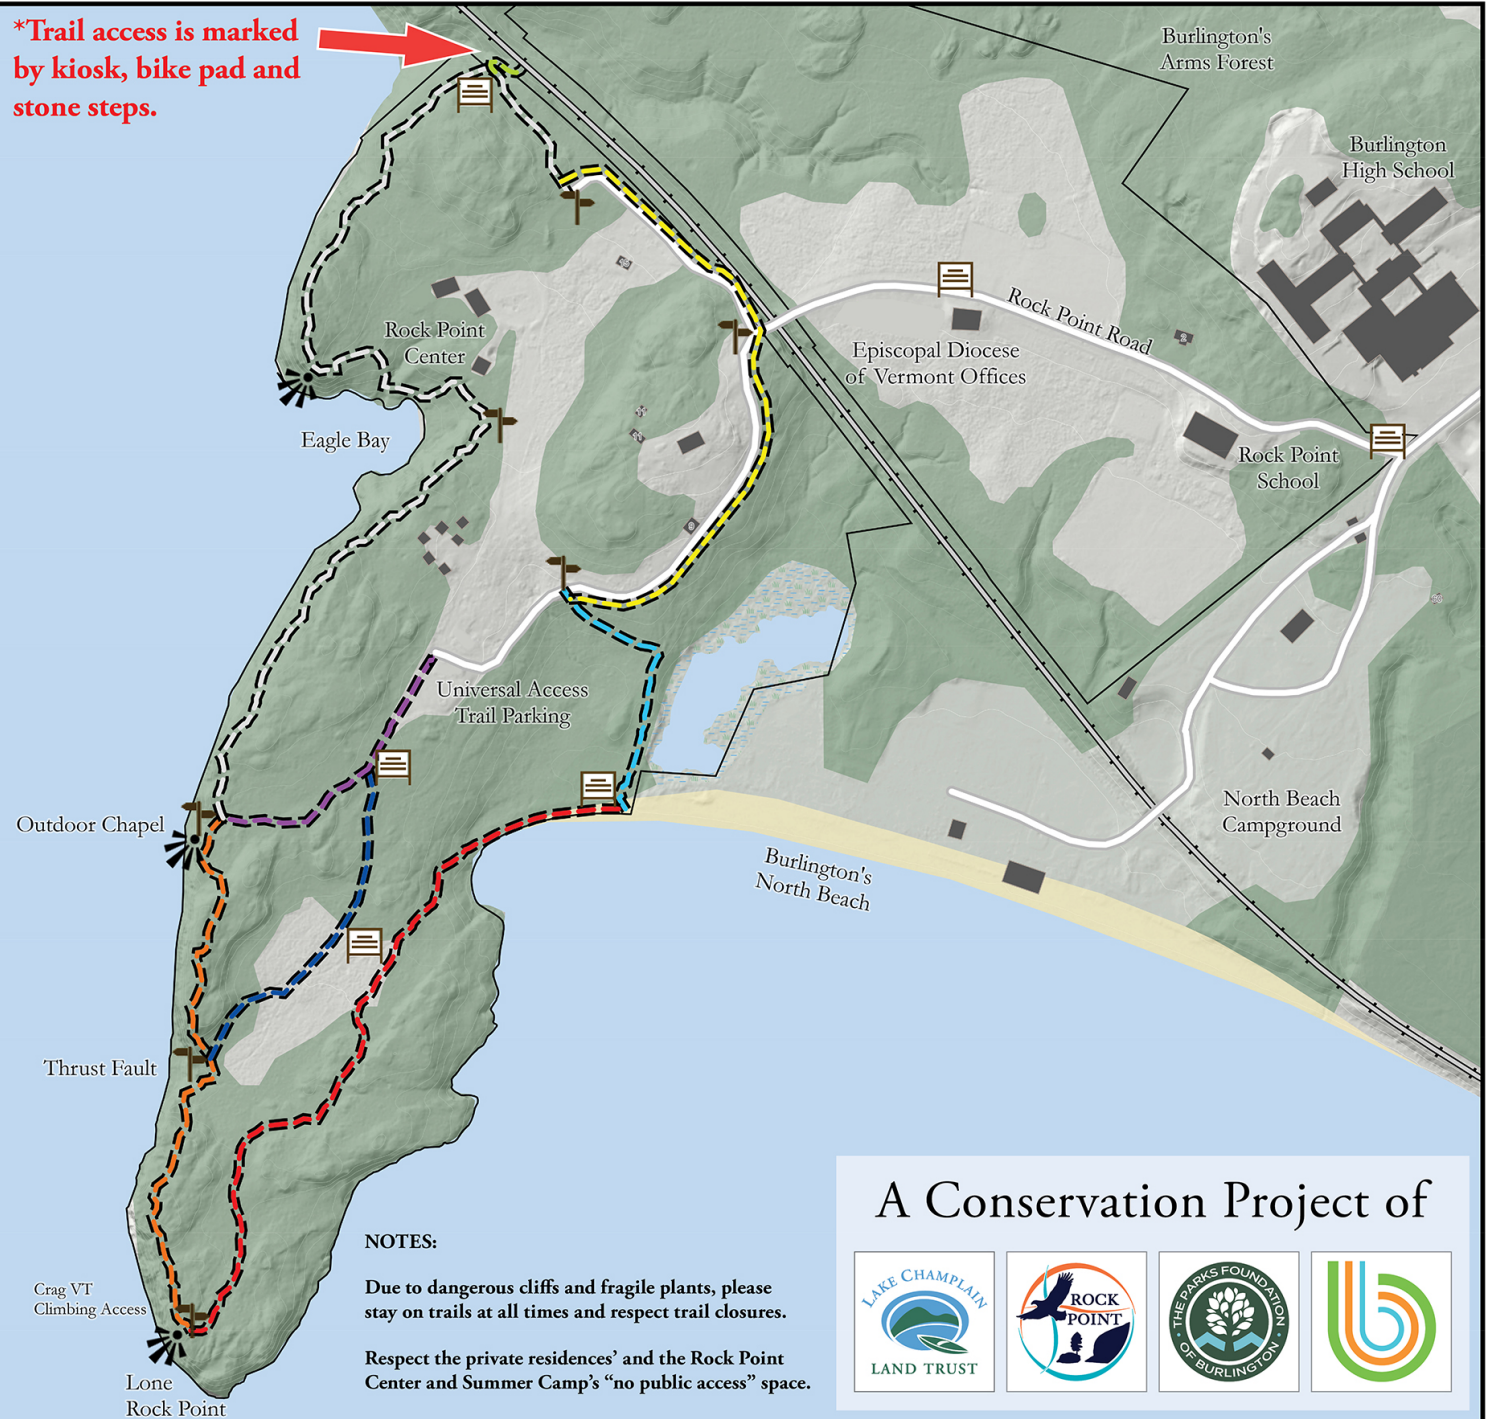 *Trail access is marked
by kiosk, bike pad and
stone steps.
Burlington's
Arms Forest
Burlington
High School
Rock Point
Center
Rock Point Road
Episcopal Diocese
of Vermont Offices
Eagle Bay
Rock Point
School
Universal Access
Trail Parking
Outdoor Chapel
North Beach
Campground
Burlington's
North Beach
Thrust Fault
Crag VT
Climbing Access
Lone
Rock Point
NOTES:
Due to dangerous cliffs and fragile plants, please
stay on trails at all times and respect trail closures.
Respect the private residences' and the Rock Point
Center and Summer Camp's “no public access” space.
A Conservation Project of
LAKE CHAMPLAIN
LAND TRUST
ROCK
POINT
THE PARKS FOUNDATION
• OF BURLINGTON •
b